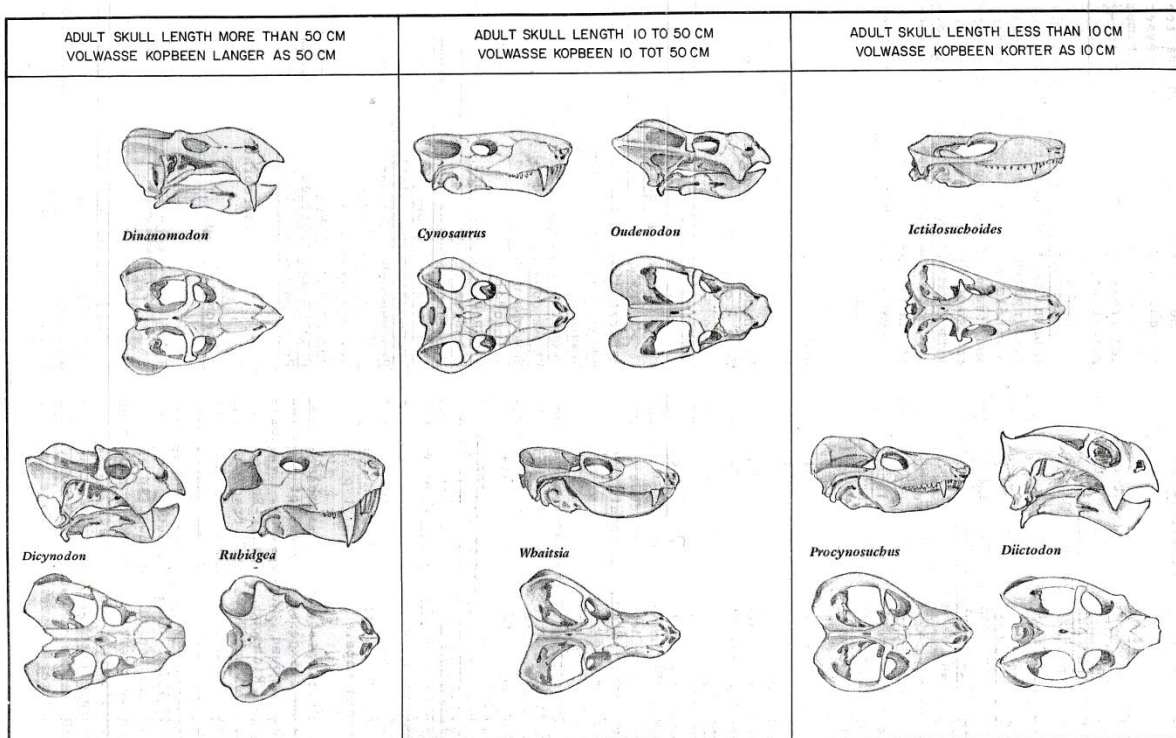 ADULT SKULL LENGTH MORE THAN 50 CM
VOLWASSE KOPBEEN LANGER AS 50 CM
ADULT SKULL LENGTH 10 TO 50 CM
VOLWASSE KOPBEEN 10 TOT 50 CM
ADULT SKULL LENGTH LESS THAN 10 CM
VOLWASSE KOPBEEN KORTER AS 10 CM
Dinanomodon
Cynosaurus
Oudenodon
Ictidosuchoides
Dicynodon
Rubidgea
Whaitsia
Procynosuchus
Diictodon